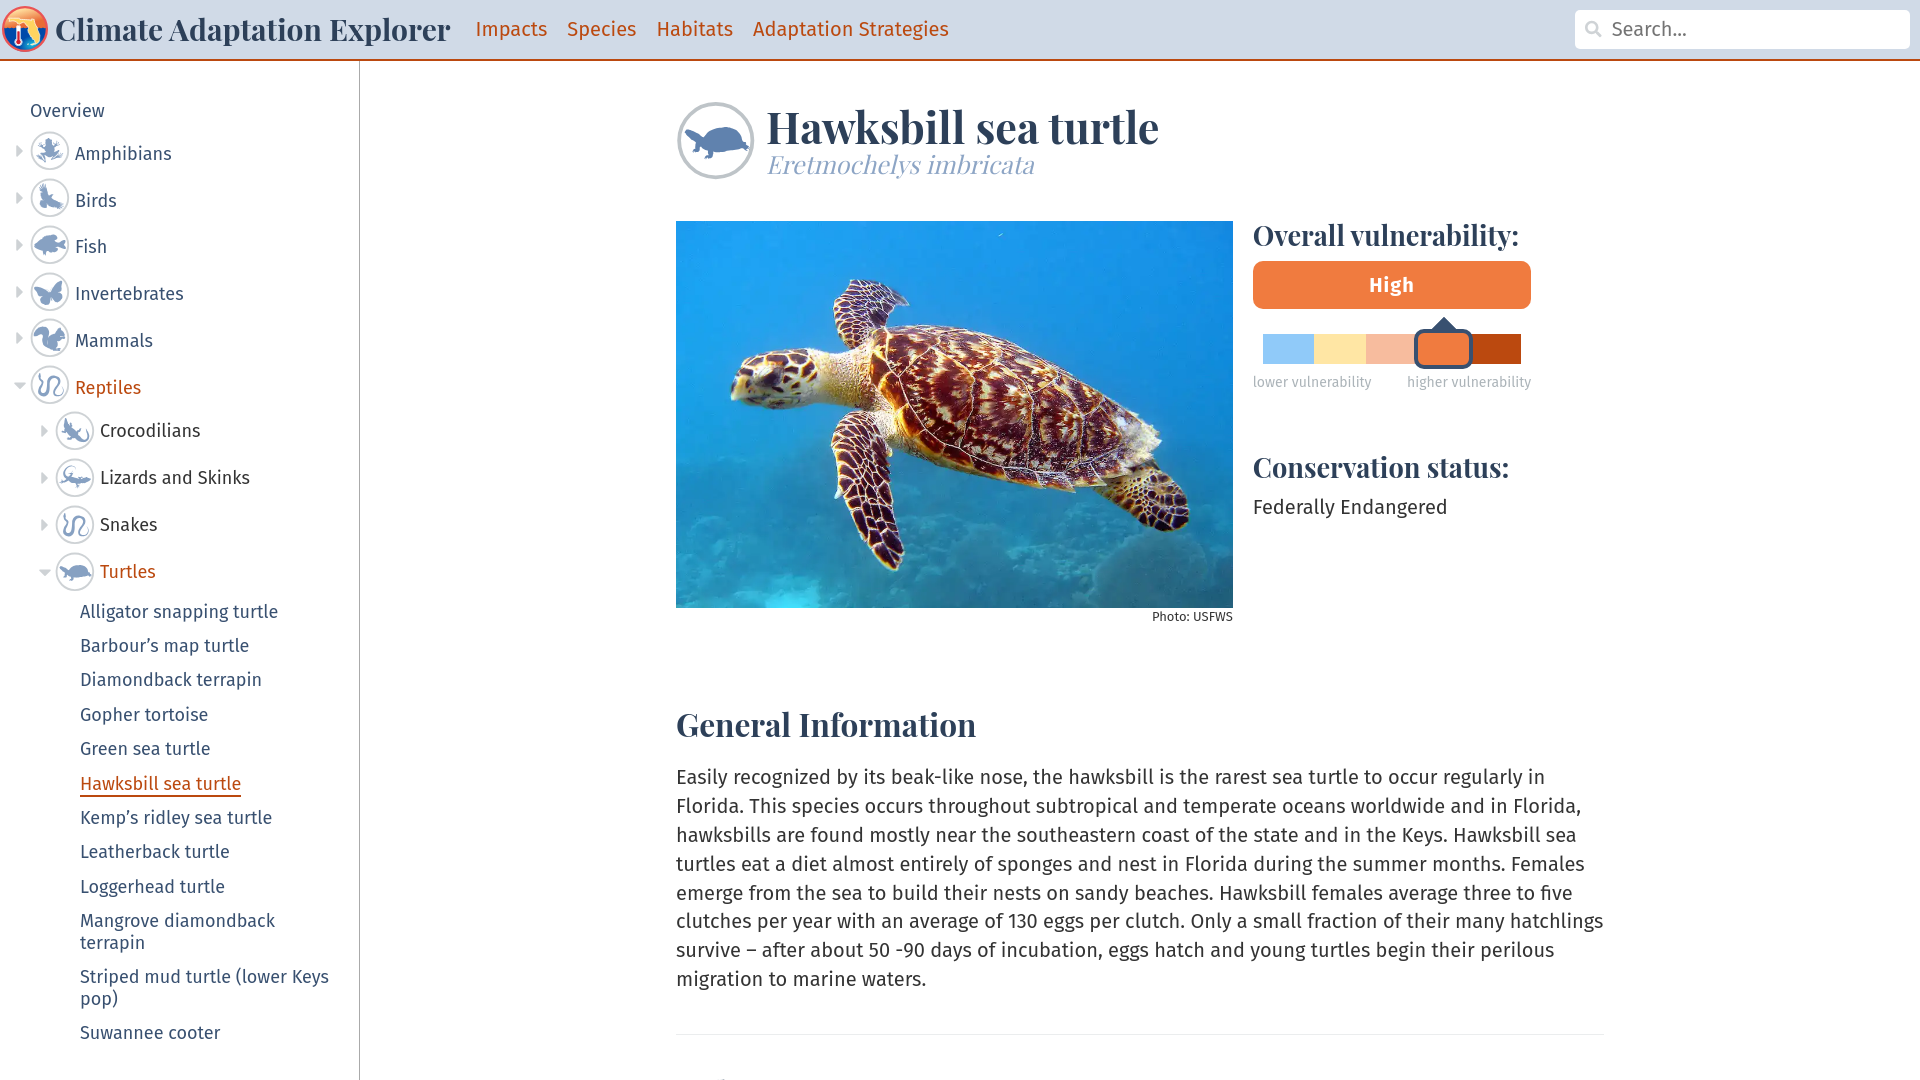 Climate Adaptation Explorer
Impacts
Species
Habitats
Adaptation Strategies
Search...
Overview
Amphibians
Birds
Fish
Invertebrates
Mammals
Reptiles
Crocodilians
Lizards and Skinks
Snakes
Turtles
Alligator snapping turtle
Barbour’s map turtle
Diamondback terrapin
Gopher tortoise
Green sea turtle
Hawksbill sea turtle
Kemp’s ridley sea turtle
Leatherback turtle
Loggerhead turtle
Mangrove diamondback
terrapin
Striped mud turtle (lower Keys
pop)
Suwannee cooter
Hawksbill sea turtle
Eretmochelys imbricata
Photo: USFWS
Overall vulnerability:
High
lower vulnerability
higher vulnerability
Conservation status:
Federally Endangered
General Information
Easily recognized by its beak-like nose, the hawksbill is the rarest sea turtle to occur regularly in
Florida. This species occurs throughout subtropical and temperate oceans worldwide and in Florida,
hawksbills are found mostly near the southeastern coast of the state and in the Keys. Hawksbill sea
turtles eat a diet almost entirely of sponges and nest in Florida during the summer months. Females
emerge from the sea to build their nests on sandy beaches. Hawksbill females average three to five
clutches per year with an average of 130 eggs per clutch. Only a small fraction of their many hatchlings
survive – after about 50 -90 days of incubation, eggs hatch and young turtles begin their perilous
migration to marine waters.